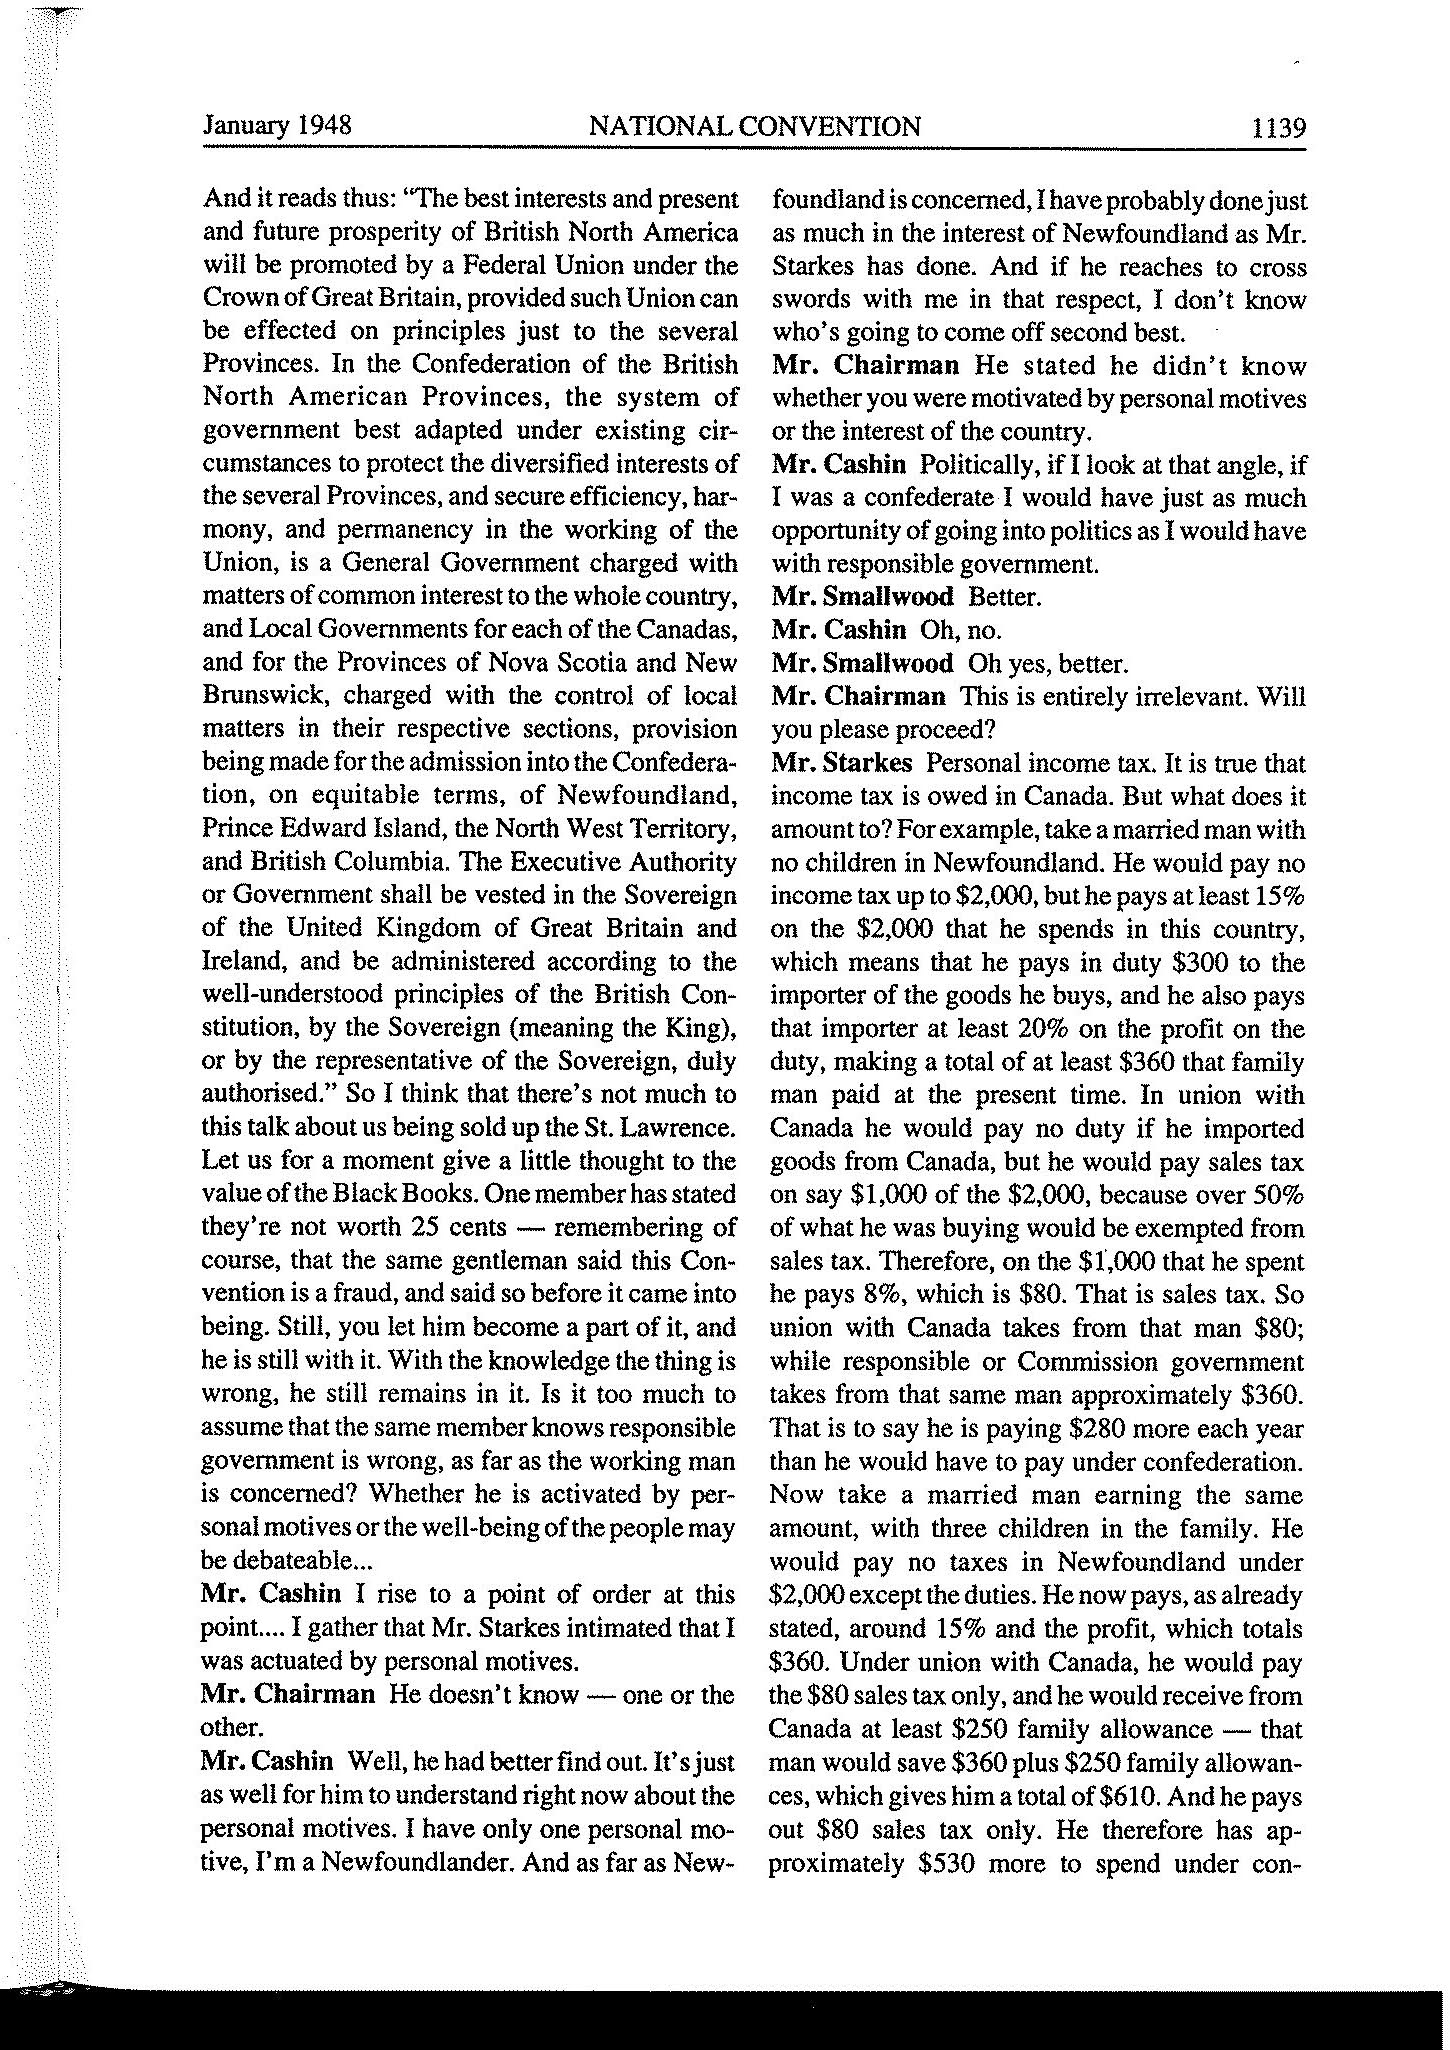 January 1948 NATIONAL CONVENTION 1139
And it reads thus: “The best interests and present
and future prosperity of British North America
will be promoted by a Federal Union under the
Crown of Great Britain, provided such Union can
be effected on principles just to the several
Provinces. In the Confederation of the British
North American Provinces, the system of
government best adapted under existing cir-
cumstances to protect the diversified interests of
the several Provinces, and secure efficiency, har-
mony, and permanency in the working of the
Union, is a General Government charged with
matters of common interest to the whole country,
and Local Governments for each of the Canadas,
and for the Provinces of Nova Scotia and New
Brunswick, charged with the control of local
matters in their respective sections, provision
being made for the admission into the Confedera-
tion, on equitable terms, of Newfoundland,
Prince Edward Island, the North West Territory,
and British Columbia. The Executive Authority
or Government shall be vested in the Sovereign
of the United Kingdom of Great Britain and
Ireland, and be administered according to the
well-understood principles of the British Con-
stitution, by the Sovereign (meaning the King),
or by the representative of the Sovereign, duly
authorised.” So I think that there’s not much to
this talk about us being sold up the St. Lawrence.
Let us for a moment give a little thought to the
value of the Black Books. One member has stated
they’re not worth 25 cents — remembering of
course, that the same gentleman said this Con-
vention is a fraud, and said so before it came into
being. Still, you let him become a part of it, and
he is still with it. With the knowledge the thing is
wrong, he still remains in it. Is it too much to
assume that the same member knows responsible
government is wrong, as far as the working man
is concerned? Whether he is activated by per-
sonal motives or the well-being of the people may
be debateable...
Mr. Cashin I rise to a point of order at this
point.... I gather that Mr. Starkes intimated that I
was actuated by personal motives.
Mr. Chairman He doesn’t know — one or the
other.
Mr. Cashin Well, he had better find out. It’s just
as well for him to understand right now about the
personal motives. I have only one personal mo-
tive, I’m a Newfoundlander. And as far as New-
foundland is concerned, I have probably done just
as much in the interest of Newfoundland as Mr.
Starkes has done. And if he reaches to cross
swords with me in that respect, I don’t know
who’s going to come off second best.
Mr. Chairman He stated he didn’t know
whether you were motivated by personal motives
or the interest of the country.
Mr. Cashin Politically, if I look at that angle, if
I was a confederate I would have just as much
opportunity of going into politics as I would have
with responsible government.
Mr. Smallwood Better.
Mr. Cashin Oh, no.
Mr. Smallwood Oh yes, better.
Mr. Chairman This is entirely irrelevant. Will
you please proceed?
Mr. Starkes Personal income tax. It is true that
income tax is owed in Canada. But what does it
amount to? For example, take a married man with
no children in Newfoundland. He would pay no
income tax up to $2,000, but he pays at least 15%
on the $2,000 that he spends in this country,
which means that he pays in duty $300 to the
importer of the goods he buys, and he also pays
that importer at least 20% on the profit on the
duty, making a total of at least $360 that family
man paid at the present time. In union with
Canada he would pay no duty if he imported
goods from Canada, but he would pay sales tax
on say $1,000 of the $2,000, because over 50%
of what he was buying would be exempted from
sales tax. Therefore, on the $1,000 that he spent
he pays 8%, which is $80. That is sales tax. So
union with Canada takes from that man $80;
while responsible or Commission government
takes from that same man approximately $360.
That is to say he is paying $280 more each year
than he would have to pay under confederation.
Now take a married man earning the same
amount, with three children in the family. He
would pay no taxes in Newfoundland under
$2,000 except the duties. He now pays, as already
stated, around 15% and the profit, which totals
$360. Under union with Canada, he would pay
the $80 sales tax only, and he would receive from
Canada at least $250 family allowance — that
man would save $360 plus $250 family allowan-
ces, which gives him a total of $610. And he pays
out $80 sales tax only. He therefore has ap-
proximately $530 more to spend under con-